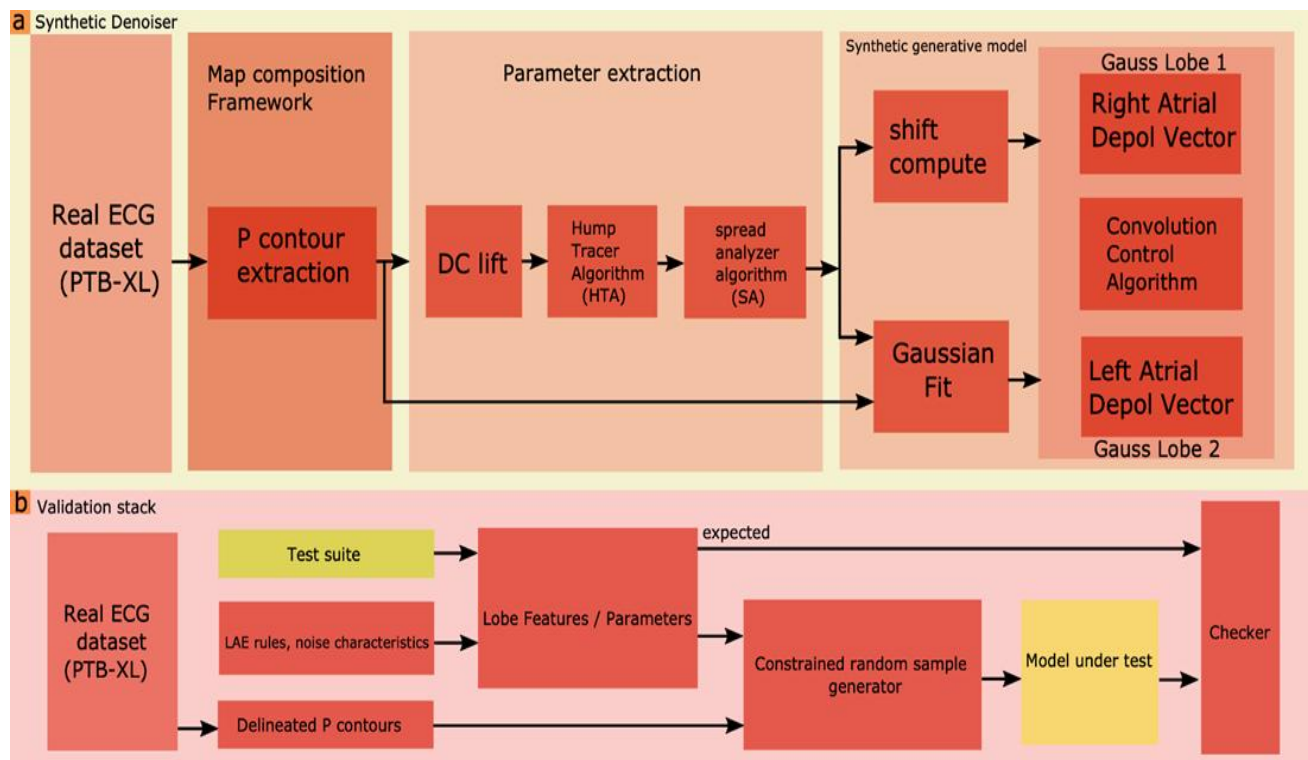 a Synthetic Denoiser
Real ECG
dataset
(PTB-XL)
Map composition
Framework
P contour
extraction
Parameter extraction
DC lift
Hump
Tracer
Algorithm
(HTA)
spread
analyzer
algorithm
(SA)
Synthetic generative model
shift
compute
Gaussian
Fit
Gauss Lobe 1
Right Atrial
Depol Vector
Convolution
Control
Algorithm
Left Atrial
Depol Vector
Gauss Lobe 2
b Validation stack
Real ECG
dataset
(PTB-XL)
Test suite
LAE rules, noise characteristics
Delineated P contours
Lobe Features / Parameters
expected
Constrained random sample
generator
Model under test
Checker